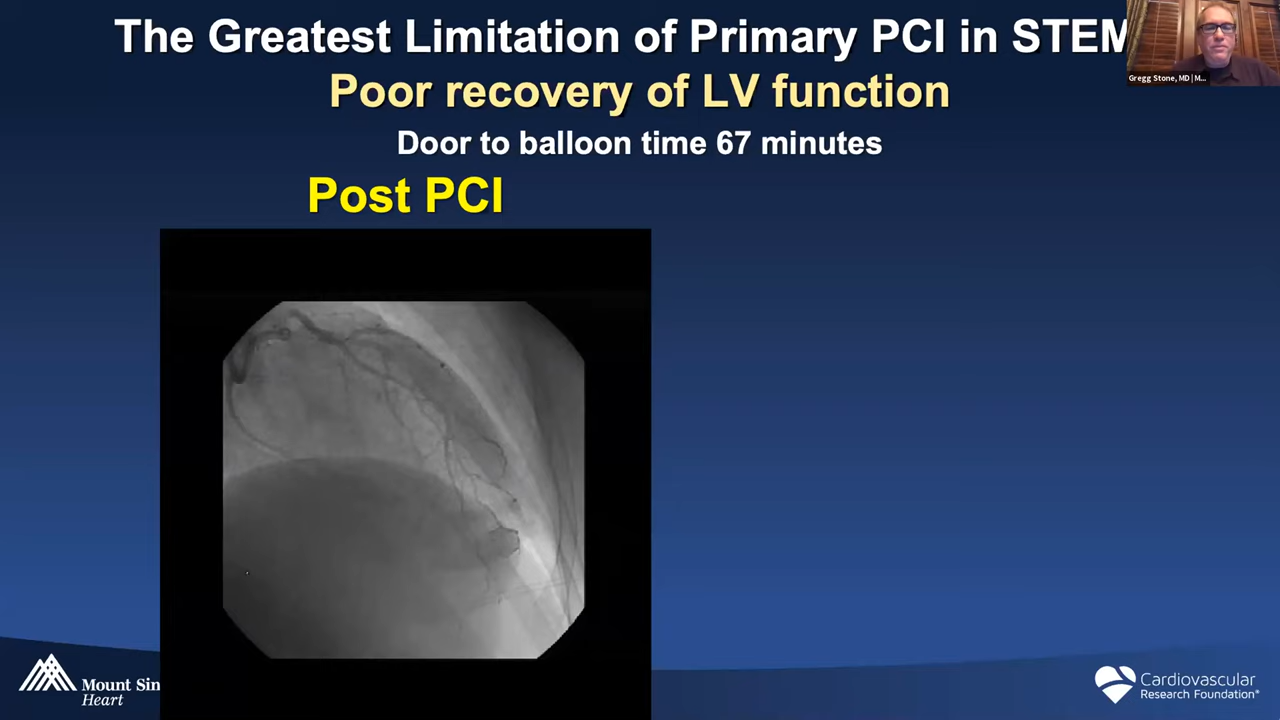 The Greatest Limitation of Primary PCI in STEM
Poor recovery of LV function
Door to balloon time 67 minutes
Post PCI
Gregg Stone, MD | M...
Mount Sin
Heart
Cardiovascular
Research Foundation®